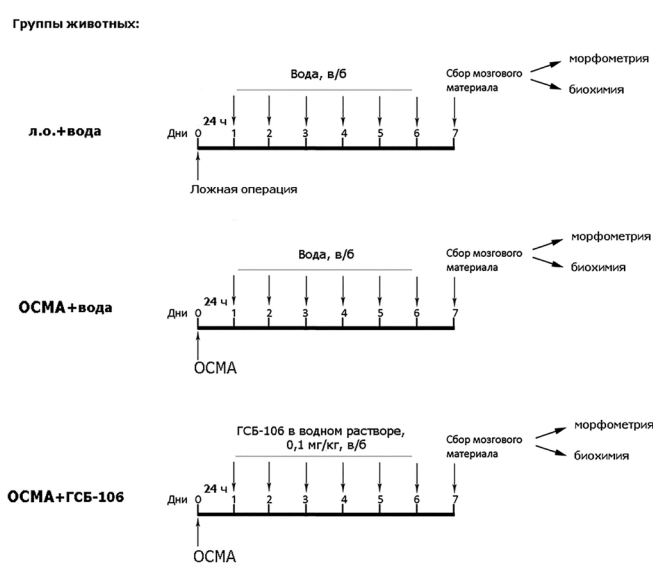 Группы животных:
л.о.+вода
Вода, в/б
Сбор мозгового
материала
морфометрия
биохимия
24 ч
Дни 0 1 2 3 4 5 6 7
Ложная операция
ОСМА+вода
Вода, в/б
Сбор мозгового
материала
морфометрия
биохимия
24 ч
Дни 0 1 2 3 4 5 6 7
ОСМА
ОСМА+ГСБ-106
ГСБ-106 в водном растворе,
0,1 мг/кг, в/б
Сбор мозгового
материала
морфометрия
биохимия
24 ч
Дни 0 1 2 3 4 5 6 7
ОСМА